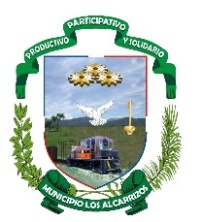 PRODUCTIVO
PARTICIPATIVO
Y SOLIDARIO
MUNICIPIO LOS ALCARRIZOS